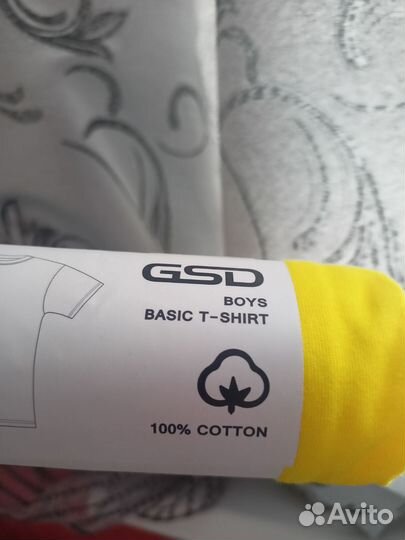 GSD
BOYS
BASIC T-SHIRT
100% COTTON
Avito